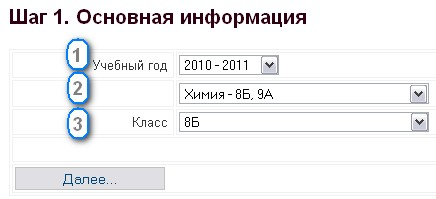 Шаг 1. Основная информация
1 Учебный год 2010 - 2011
2 Химия - 8Б, 9А
3 Класс 8Б
Далее...